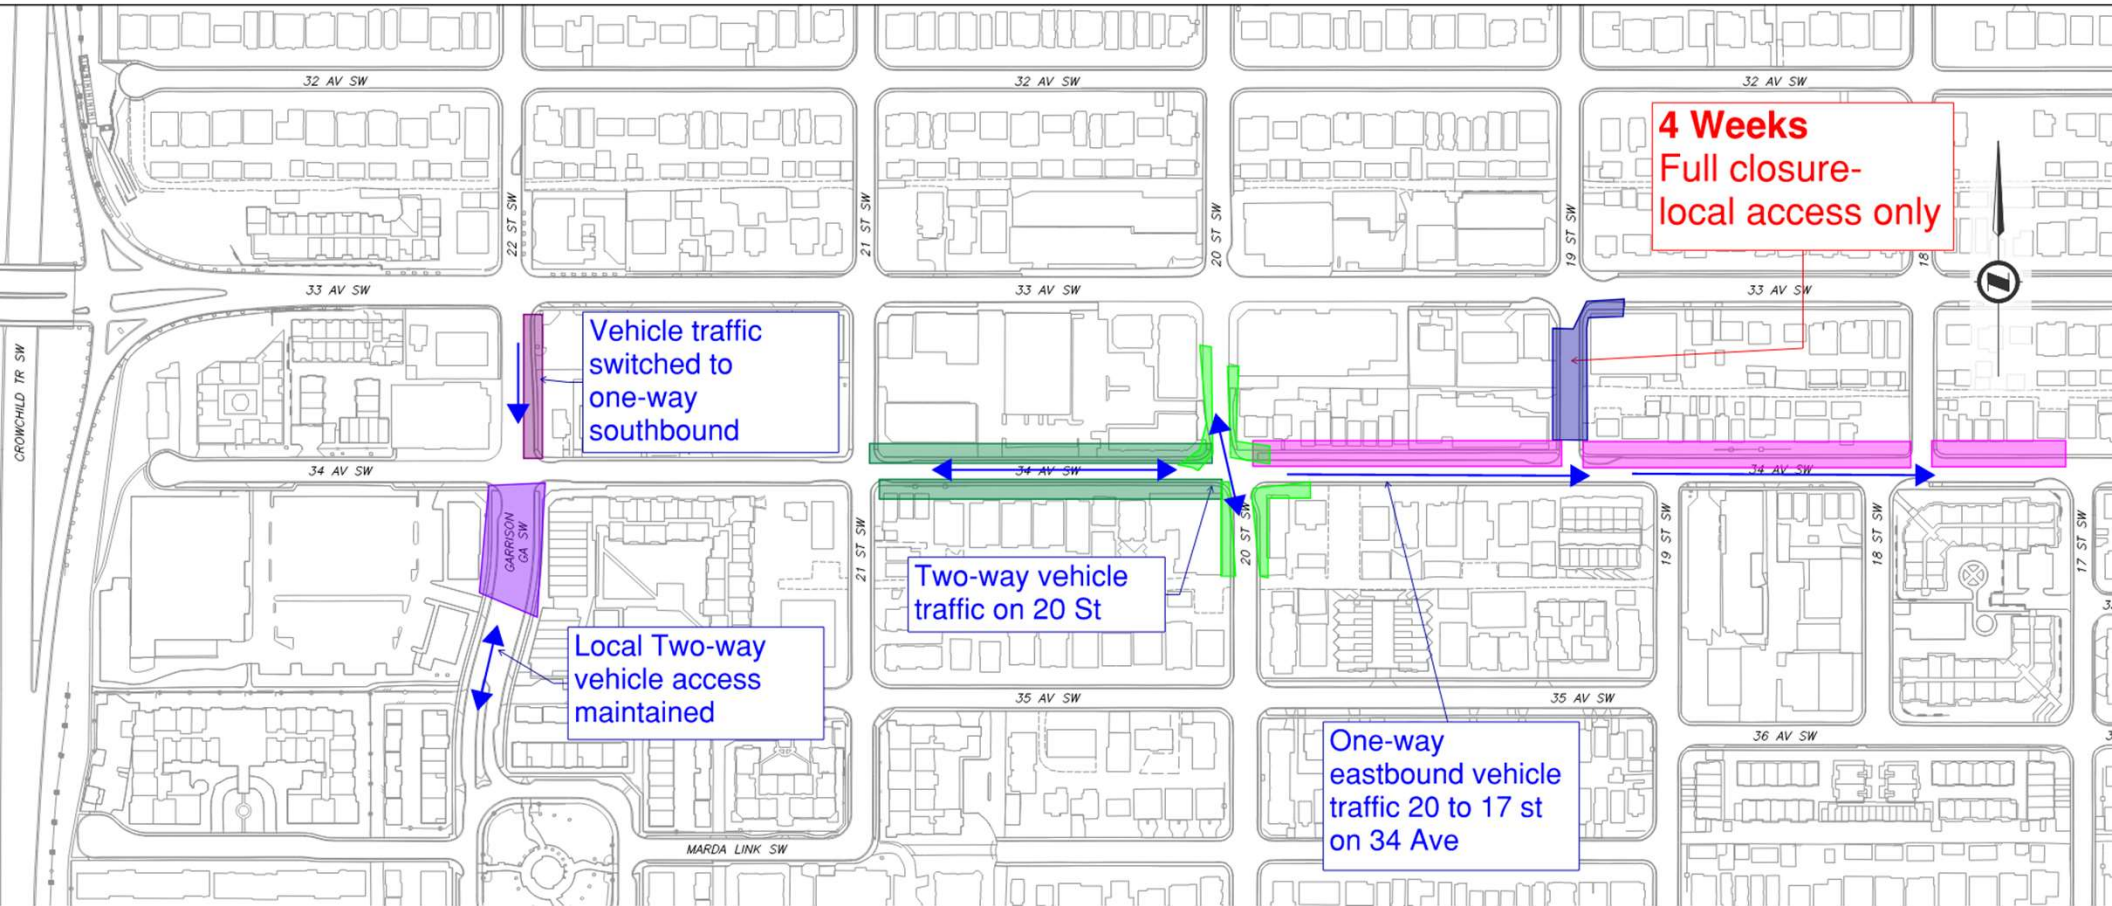 32 AV SW
32 AV SW
32 AV SW
4 Weeks
Full closure-
local access only
22 ST SW
21 ST SW
20 ST SW
19 ST SW
18
33 AV SW
33 AV SW
33 AV SW
CROWCHILD TR SW
Vehicle traffic
switched to
one-way
southbound
34 AV SW
34 AV SW
34 AV SW
GARRISON
GA SW
21 ST SW
20 ST SW
19 ST SW
18 ST SW
17 ST SW
Two-way vehicle
traffic on 20 St
Local Two-way
vehicle access
maintained
35 AV SW
35 AV SW
36 AV SW
One-way
eastbound vehicle
traffic 20 to 17 st
on 34 Ave
MARDA LINK SW